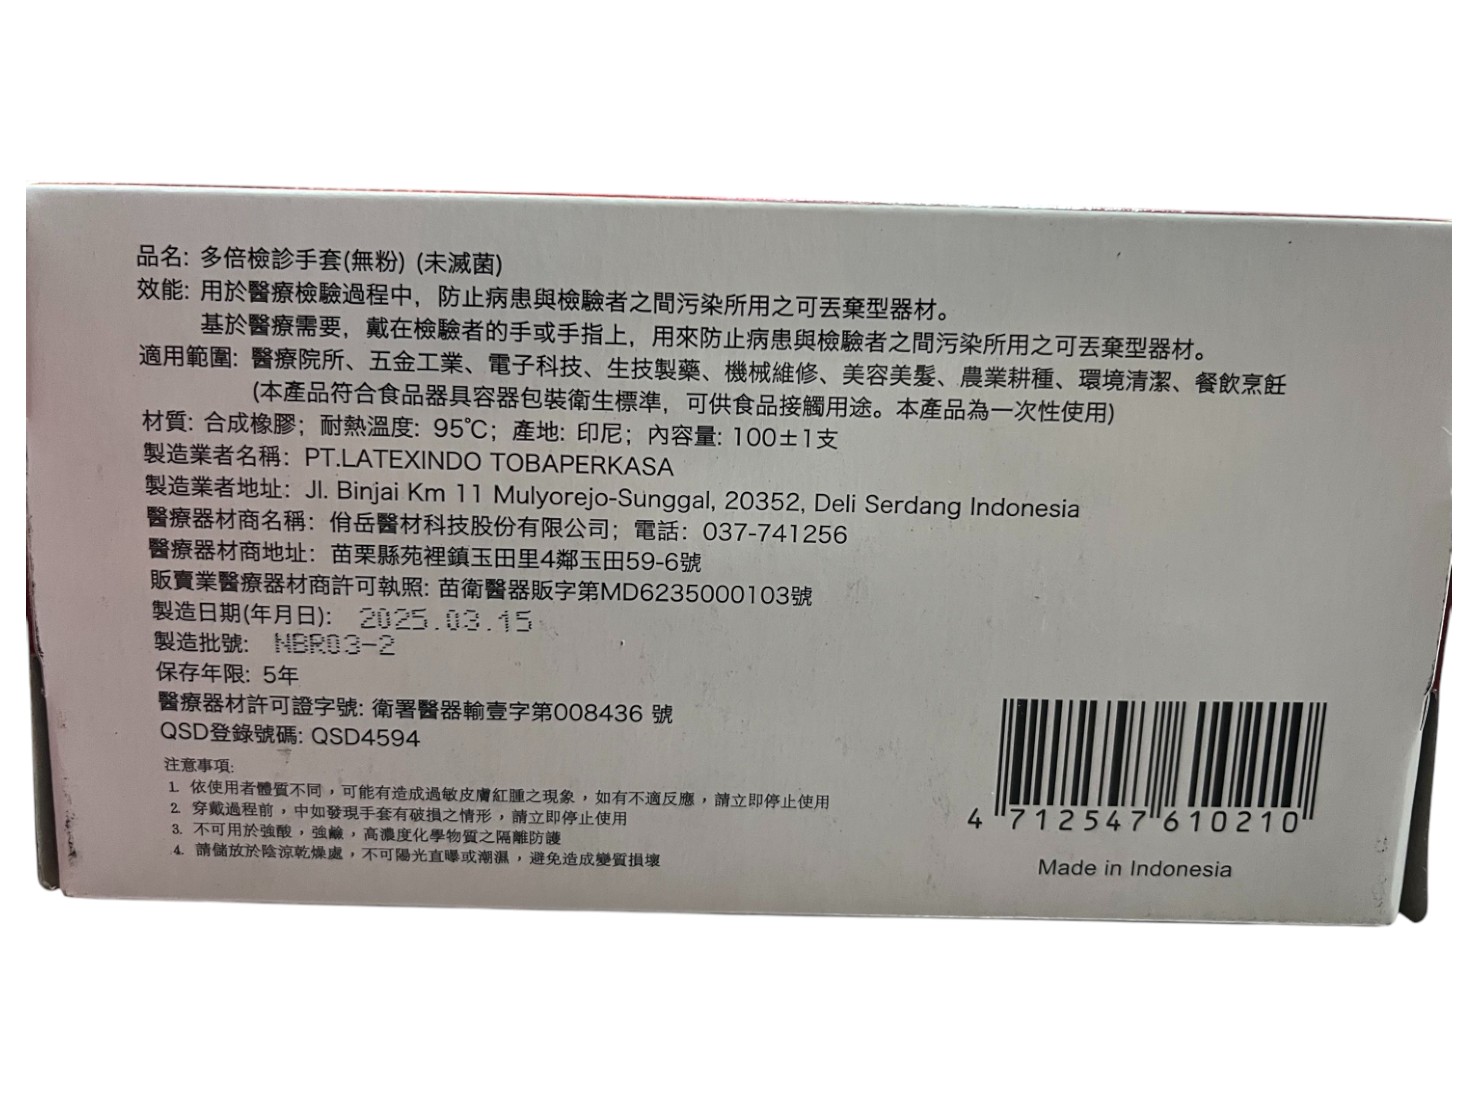 品名: 多倍檢診手套(無粉) (未滅菌)
效能: 用於醫療檢驗過程中，防止病患與檢驗者之間污染所用之可丟棄型器材。
基於醫療需要，戴在檢驗者的手或手指上，用來防止病患與檢驗者之間污染所用之可丟棄型器材。
適用範圍: 醫療院所、五金工業、電子科技、生技製藥、機械維修、美容美髮、農業耕種、環境清潔、餐飲烹飪
(本產品符合食品器具容器包裝衛生標準，可供食品接觸用途。本產品為一次性使用)
材質: 合成橡膠；耐熱溫度: 95℃；產地: 印尼；內容量: 100±1支
製造業者名稱：PT.LATEXINDO TOBAPERKASA
製造業者地址：Jl. Binjai Km 11 Mulyorejo-Sunggal, 20352, Deli Serdang Indonesia
醫療器材商名稱：俏岳醫材科技股份有限公司；電話：037-741256
醫療器材商地址：苗栗縣苑裡鎮玉田里4鄰玉田59-6號
販賣業醫療器材商許可執照: 苗衛醫器販字第MD6235000103號
製造日期(年月日)：2025.03.15
製造批號：NBR03-2
保存年限: 5年
醫療器材許可證字號: 衛署醫器輸壹字第008436 號
QSD登錄號碼: QSD4594
注意事項:
1. 依使用者體質不同，可能有造成過敏皮膚紅腫之現象，如有不適反應，請立即停止使用
2. 穿戴過程前，中如發現手套有破損之情形，請立即停止使用
3. 不可用於強酸，強鹼，高濃度化學物質之隔離防護
4. 請儲放於陰涼乾燥處，不可陽光直曝或潮濕，避免造成變質損壞
4 712547 610210
Made in Indonesia